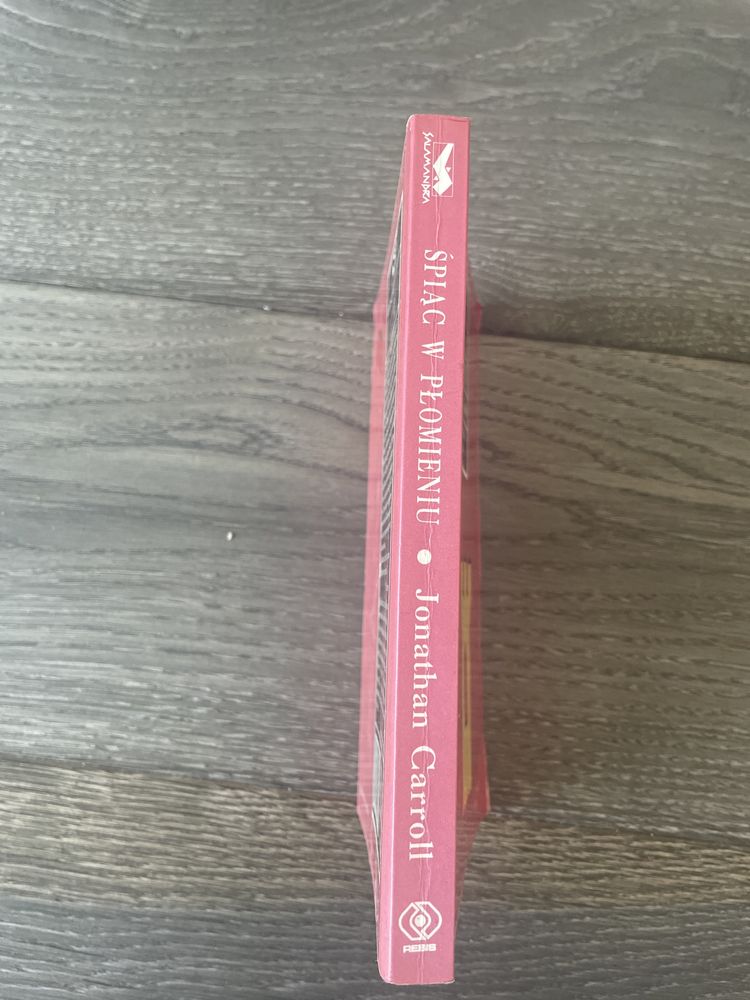 SALAMANDRA
ŚPIĄC W PŁOMIENIU • Jonathan Carroll
REBIS